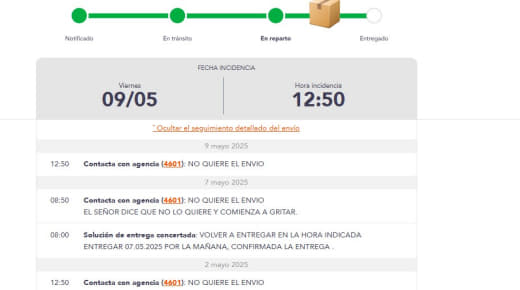 Notificado
En tránsito
En reparto
Entregado
FECHA INCIDENCIA
Viernes
09/05
Hora incidencia
12:50
ˆ Ocultar el seguimiento detallado del envío
9 mayo 2025
12:50 Contacta con agencia (4601): NO QUIERE EL ENVIO
7 mayo 2025
08:50 Contacta con agencia (4601): NO QUIERE EL ENVIO
EL SEÑOR DICE QUE NO LO QUIERE Y COMIENZA A GRITAR.
08:00 Solución de entrega concertada: VOLVER A ENTREGAR EN LA HORA INDICADA
ENTREGAR 07.05.2025 POR LA MAÑANA, CONFIRMADA LA ENTREGA .
2 mayo 2025
12:50 Contacta con agencia (4601): NO QUIERE EL ENVIO